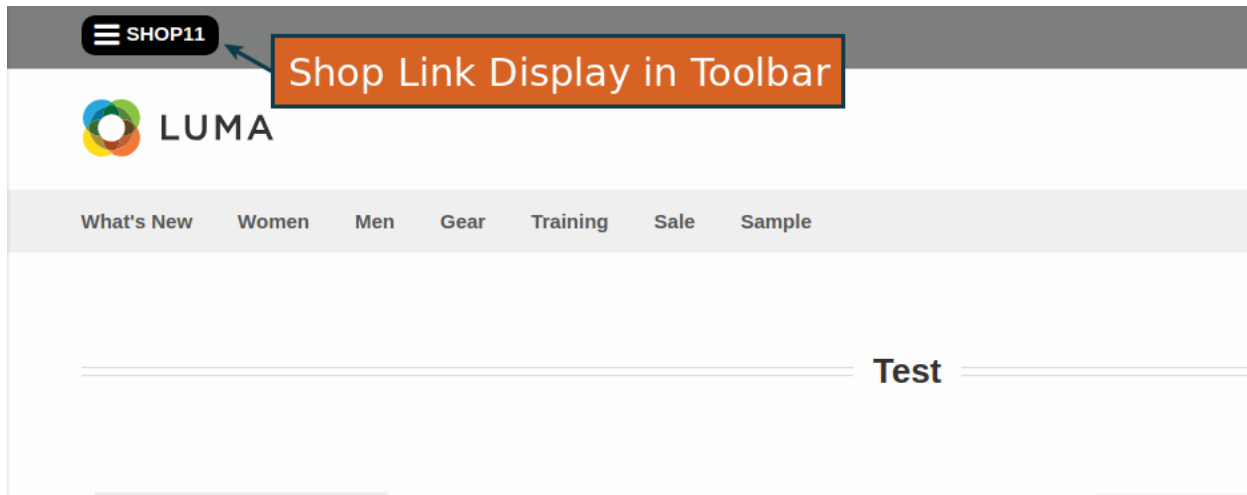 SHOP11
Shop Link Display in Toolbar
LUMA
What's New Women Men Gear Training Sale Sample
Test